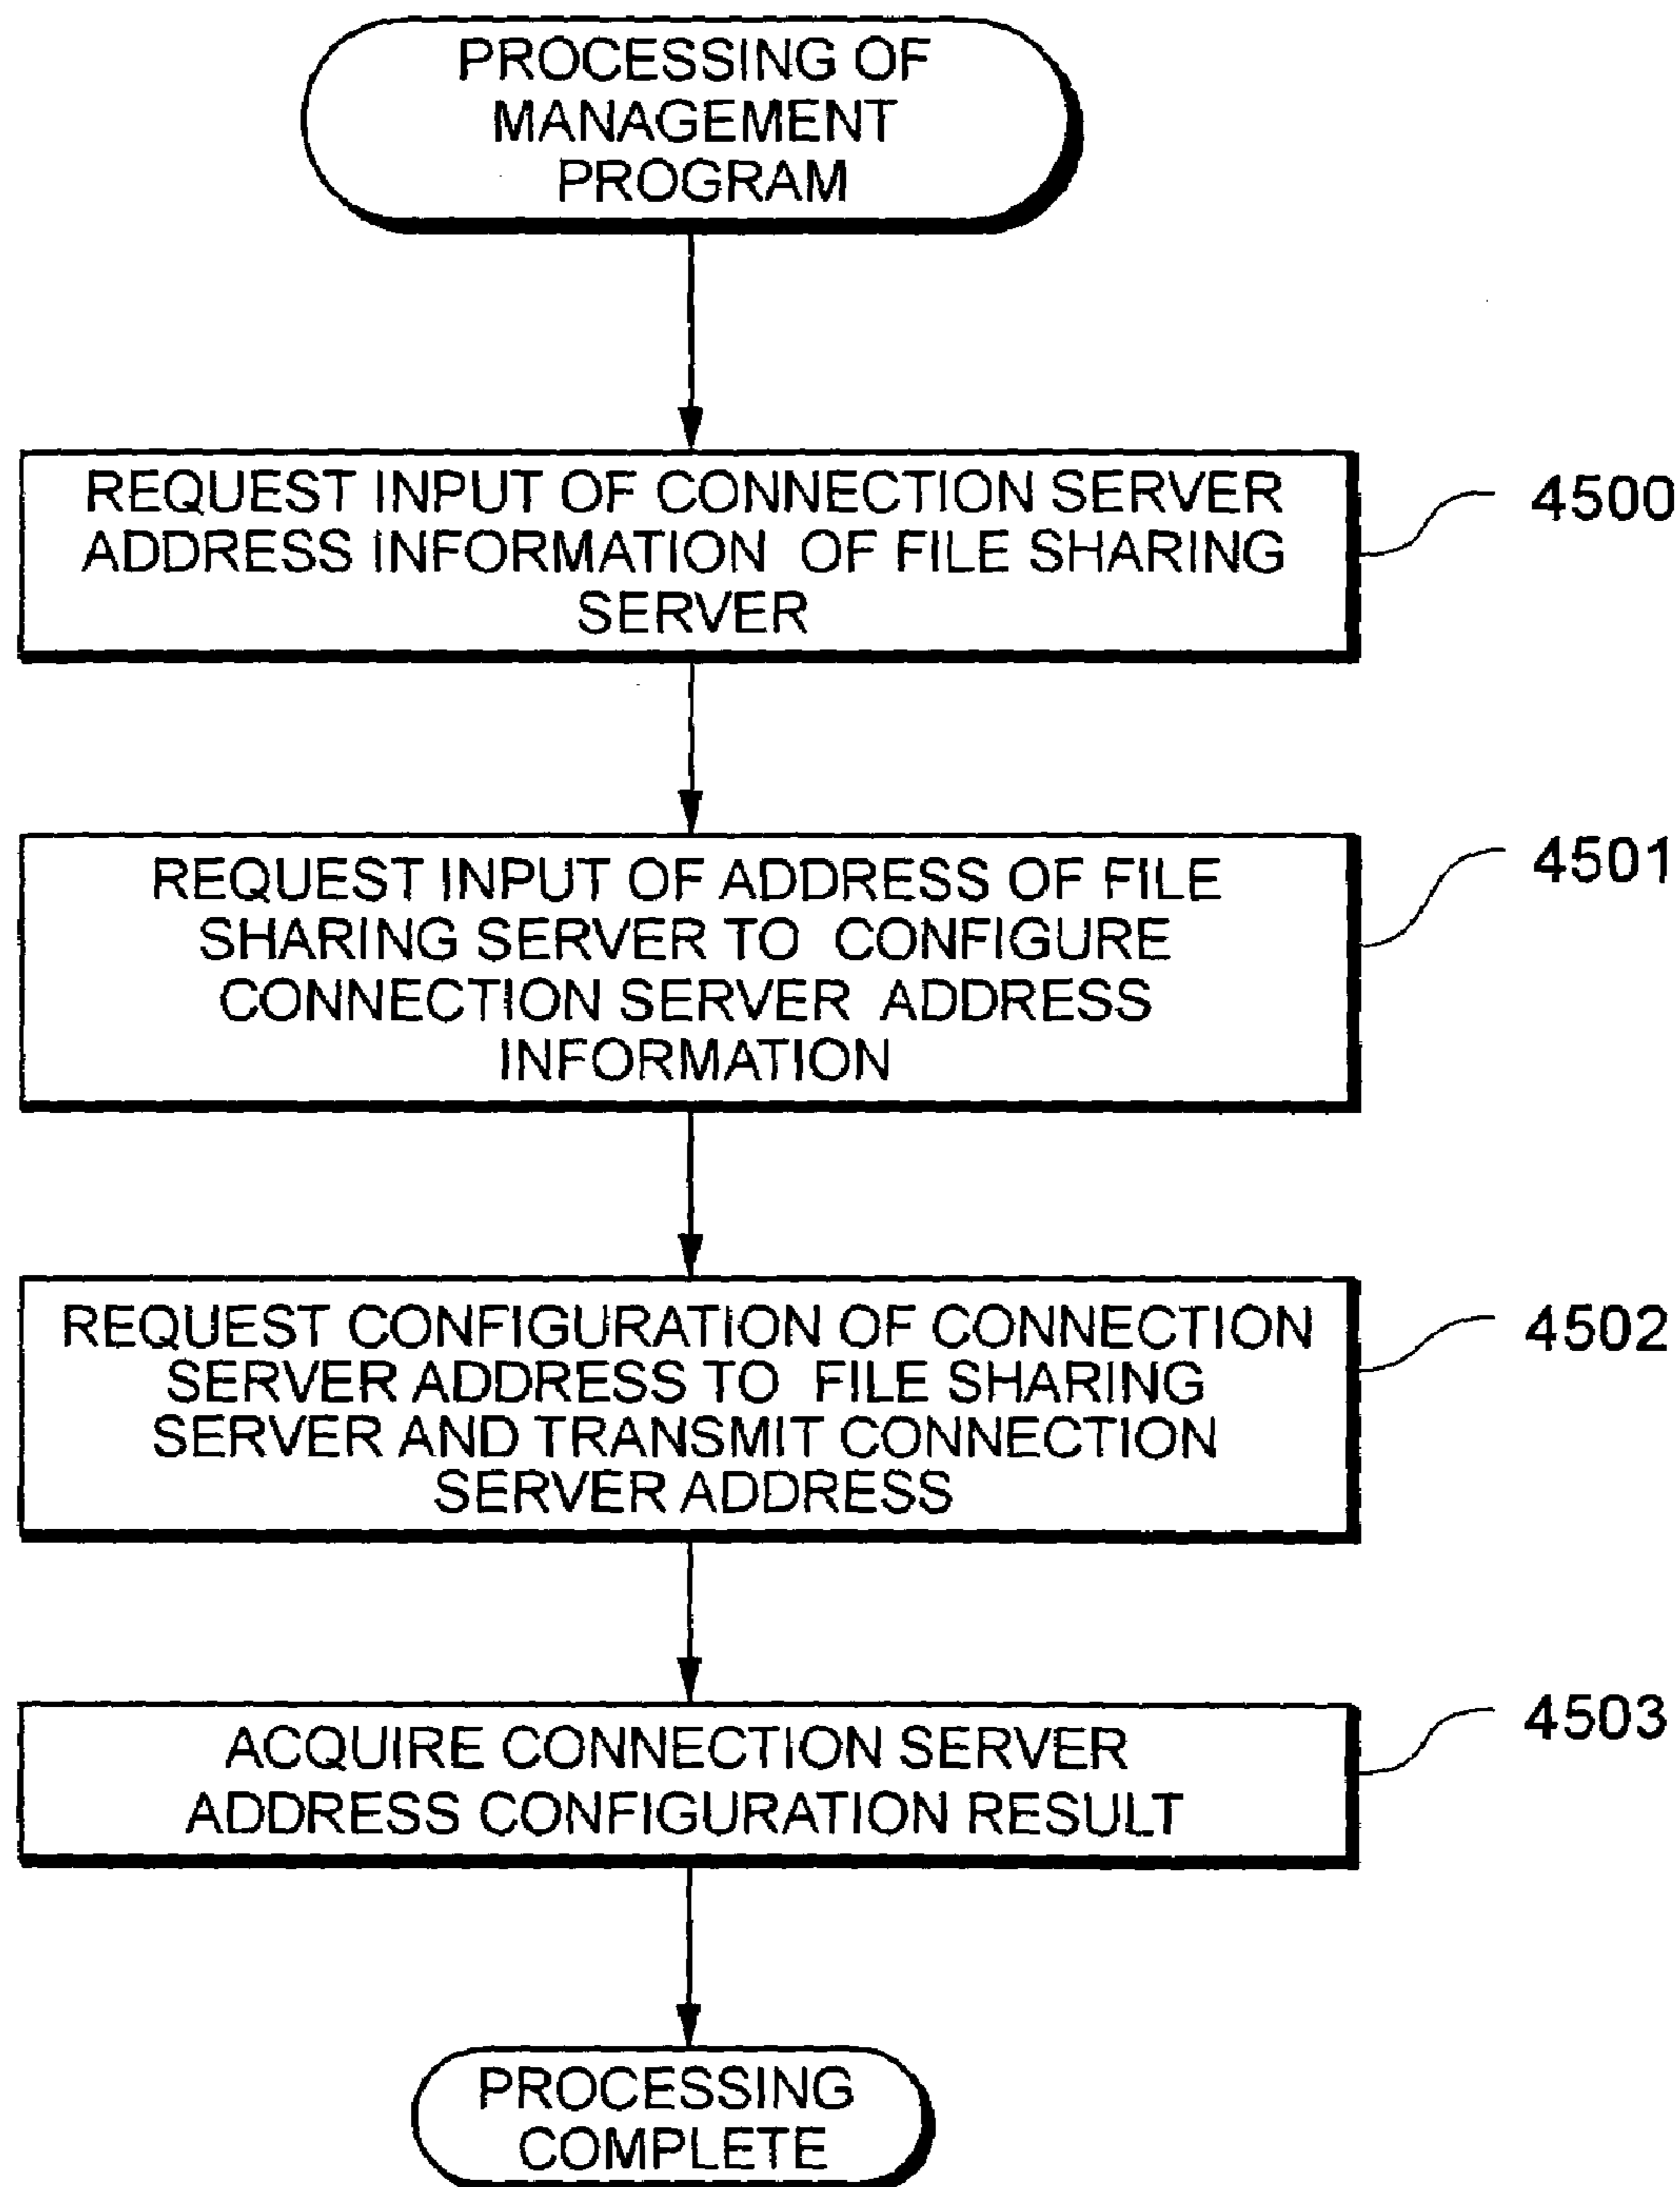 PROCESSING OF
MANAGEMENT
PROGRAM
REQUEST INPUT OF CONNECTION SERVER
ADDRESS INFORMATION OF FILE SHARING
SERVER
4500
REQUEST INPUT OF ADDRESS OF FILE
SHARING SERVER TO CONFIGURE
CONNECTION SERVER ADDRESS
INFORMATION
4501
REQUEST CONFIGURATION OF CONNECTION
SERVER ADDRESS TO FILE SHARING
SERVER AND TRANSMIT CONNECTION
SERVER ADDRESS
4502
ACQUIRE CONNECTION SERVER
ADDRESS CONFIGURATION RESULT
4503
PROCESSING
COMPLETE